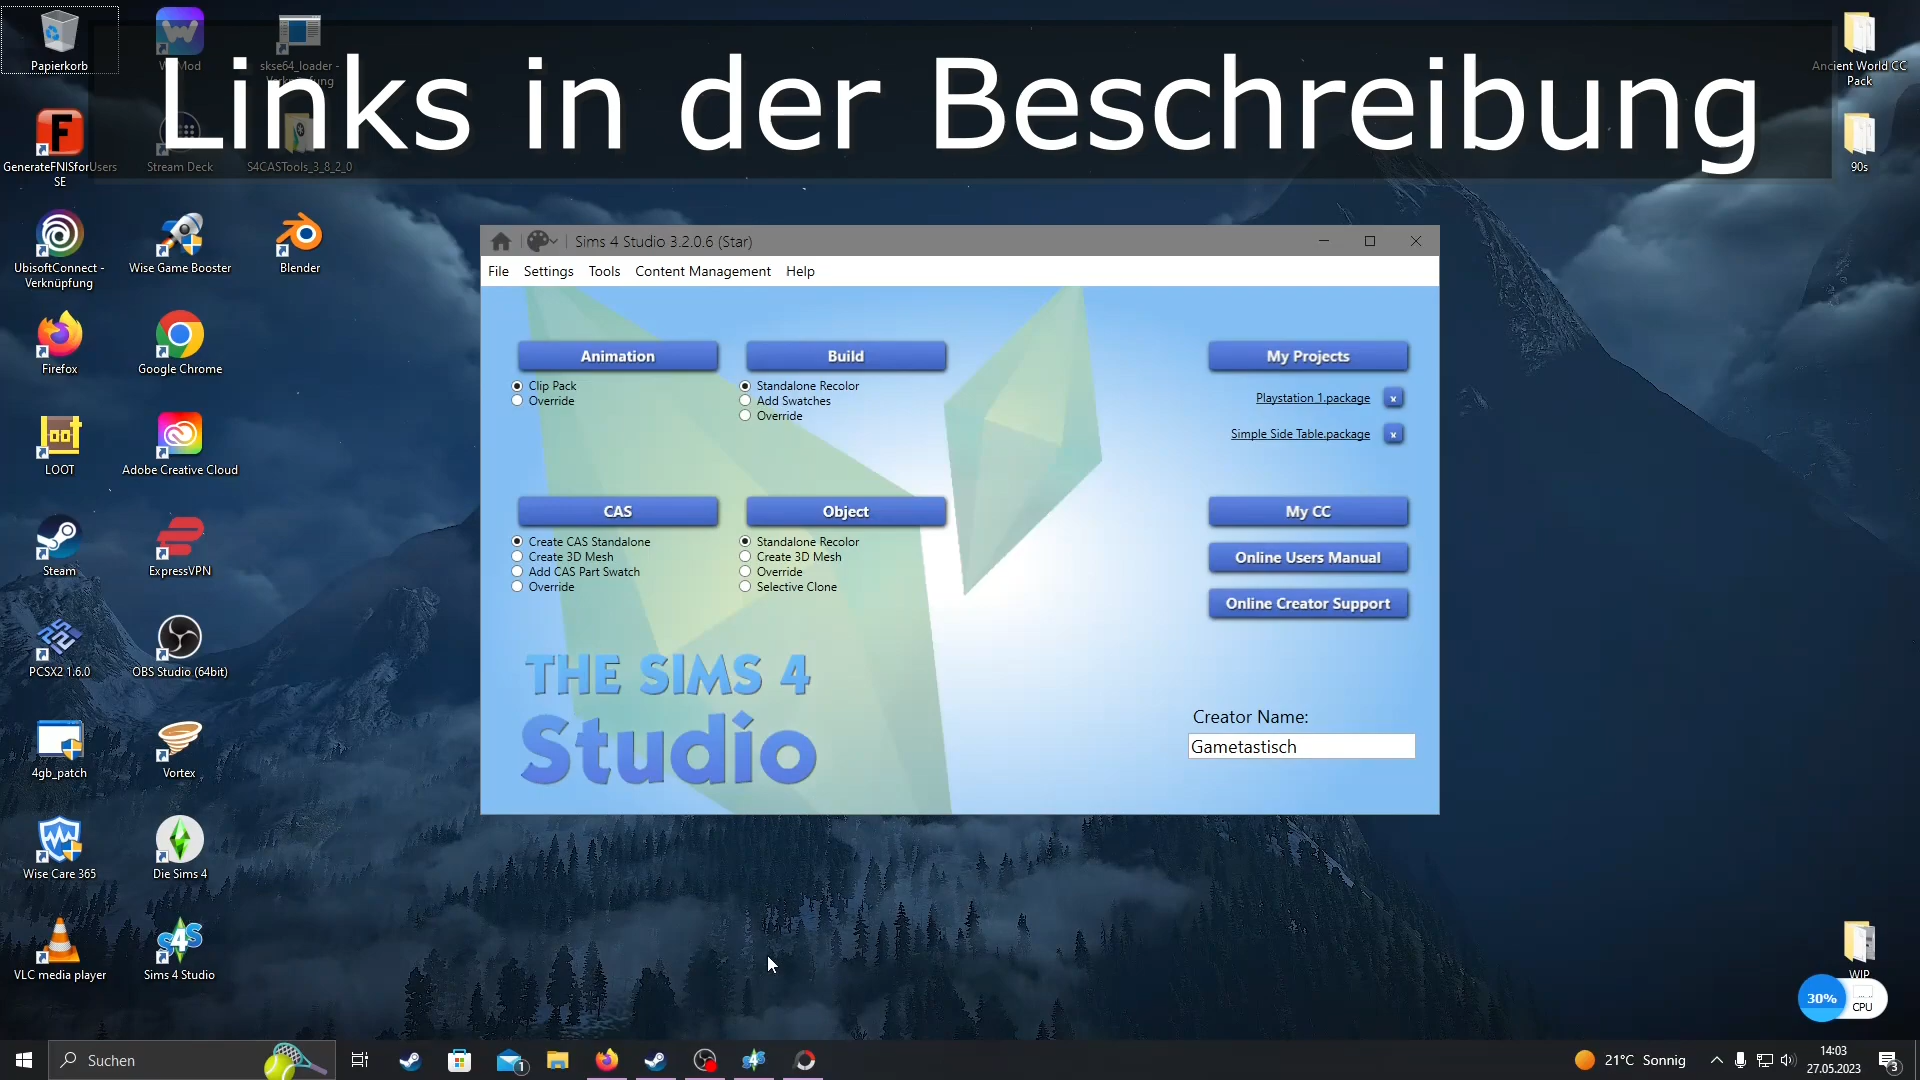 Links in der Beschreibung
Papierkorb
WeMod
skse64_loader -
Verknüpfung
Ancient World CC
Pack
GenerateFNISforUsers
SE
Stream Deck
S4CASTools_3_8_2_0
90s
UbisoftConnect -
Verknüpfung
Wise Game Booster
Blender
Firefox
Google Chrome
LOOT
Adobe Creative Cloud
Steam
ExpressVPN
PCSX2 1.6.0
OBS Studio (64bit)
4gb_patch
Vortex
Wise Care 365
Die Sims 4
VLC media player
Sims 4 Studio
Sims 4 Studio 3.2.0.6 (Star)
File Settings Tools Content Management Help
Animation
Clip Pack
Override
Build
Standalone Recolor
Add Swatches
Override
My Projects
Playstation 1.package
x
Simple Side Table.package
x
CAS
Create CAS Standalone
Create 3D Mesh
Add CAS Part Swatch
Override
Object
Standalone Recolor
Create 3D Mesh
Override
Selective Clone
My CC
Online Users Manual
Online Creator Support
THE SIMS 4
Studio
Creator Name:
Gametastisch
WIP
30%
CPU
Suchen
1
21°C Sonnig
14:03
27.05.2023
3